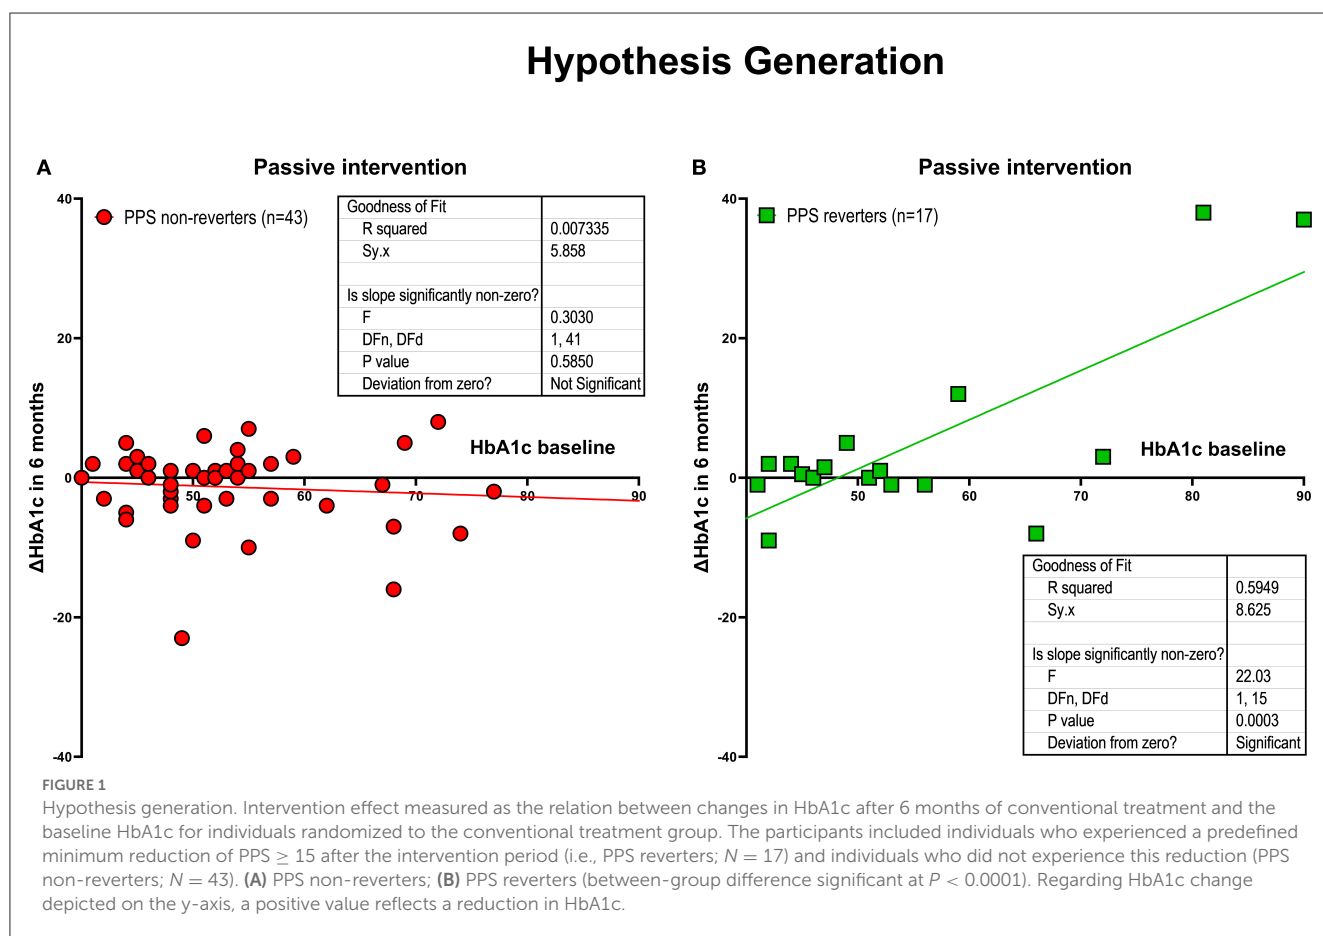 Hypothesis Generation
A
Passive intervention
PPS non-reverters (n=43)
Goodness of Fit
R squared 0.007335
Sy.x 5.858
Is slope significantly non-zero?
F 0.3030
DFn, DFd 1, 41
P value 0.5850
Deviation from zero? Not Significant
HbA1c baseline
ΔHbA1c in 6 months
40
20
0
-20
-40
50 60 70 80 90
B
Passive intervention
PPS reverters (n=17)
HbA1c baseline
ΔHbA1c in 6 months
40
20
0
-20
-40
50 60 70 80 90
Goodness of Fit
R squared 0.5949
Sy.x 8.625
Is slope significantly non-zero?
F 22.03
DFn, DFd 1, 15
P value 0.0003
Deviation from zero? Significant
FIGURE 1
Hypothesis generation. Intervention effect measured as the relation between changes in HbA1c after 6 months of conventional treatment and the
baseline HbA1c for individuals randomized to the conventional treatment group. The participants included individuals who experienced a predefined
minimum reduction of PPS ≥ 15 after the intervention period (i.e., PPS reverters; N = 17) and individuals who did not experience this reduction (PPS
non-reverters; N = 43). (A) PPS non-reverters; (B) PPS reverters (between-group difference significant at P < 0.0001). Regarding HbA1c change
depicted on the y-axis, a positive value reflects a reduction in HbA1c.